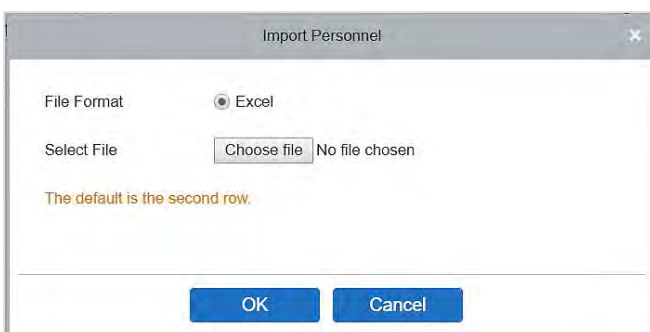 Import Personnel
File Format Excel
Select File Choose file No file chosen
The default is the second row.
OK Cancel